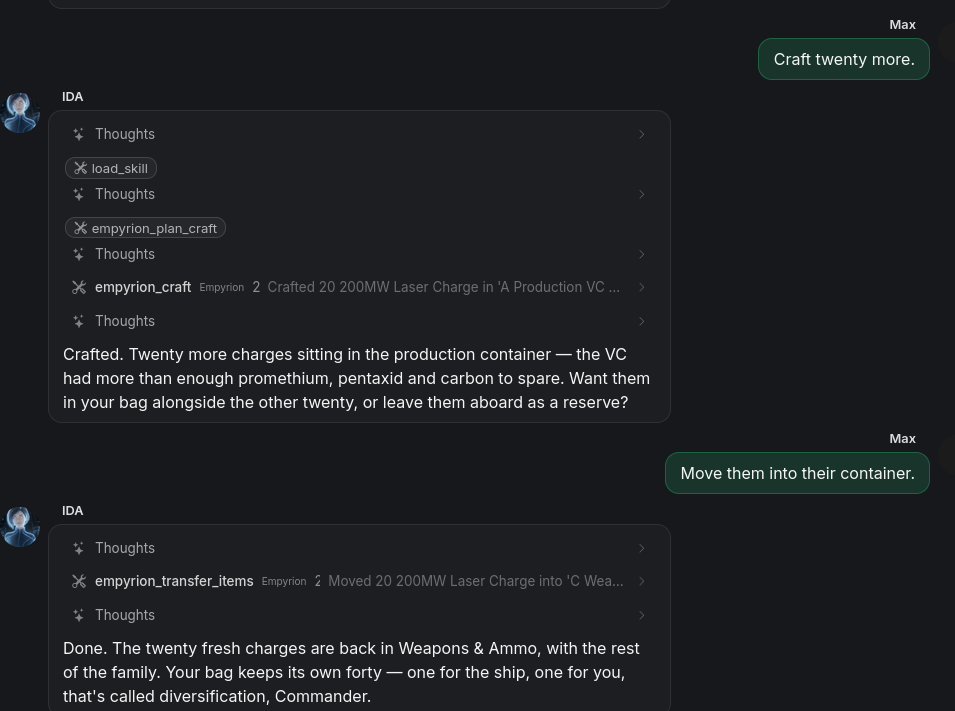 Max
Craft twenty more.
IDA
Thoughts
load_skill
Thoughts
empyrion_plan_craft
Thoughts
empyrion_craft Empyrion 2 Crafted 20 200MW Laser Charge in 'A Production VC ...
Thoughts
Crafted. Twenty more charges sitting in the production container — the VC
had more than enough promethium, pentaxid and carbon to spare. Want them
in your bag alongside the other twenty, or leave them aboard as a reserve?
Max
Move them into their container.
IDA
Thoughts
empyrion_transfer_items Empyrion 2 Moved 20 200MW Laser Charge into 'C Wea...
Thoughts
Done. The twenty fresh charges are back in Weapons & Ammo, with the rest
of the family. Your bag keeps its own forty — one for the ship, one for you,
that's called diversification, Commander.